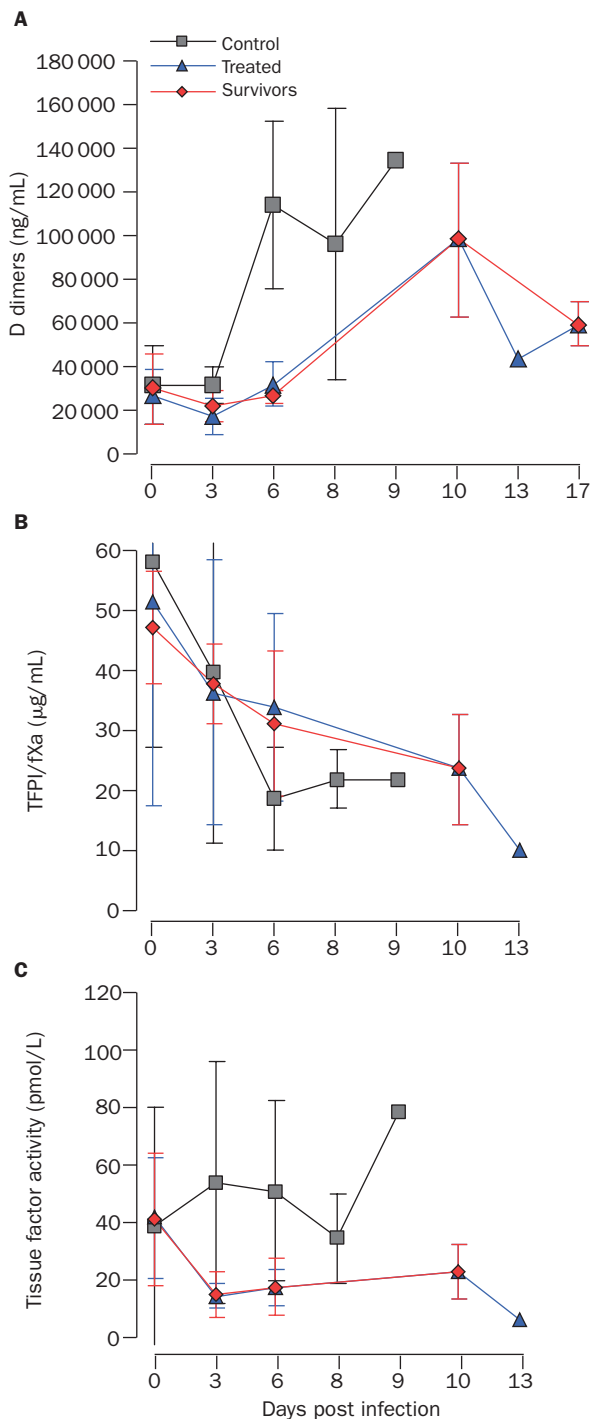 A
Control
Treated
Survivors
D dimers (ng/mL)
180 000
160 000
140 000
120 000
100 000
80 000
60 000
40 000
20 000
0
0 3 6 8 9 10 13 17
B
TFPI/fXa (μg/mL)
60
50
40
30
20
10
0
0 3 6 8 9 10 13
C
Tissue factor activity (pmol/L)
120
100
80
60
40
20
0
0 3 6 8 9 10 13
Days post infection